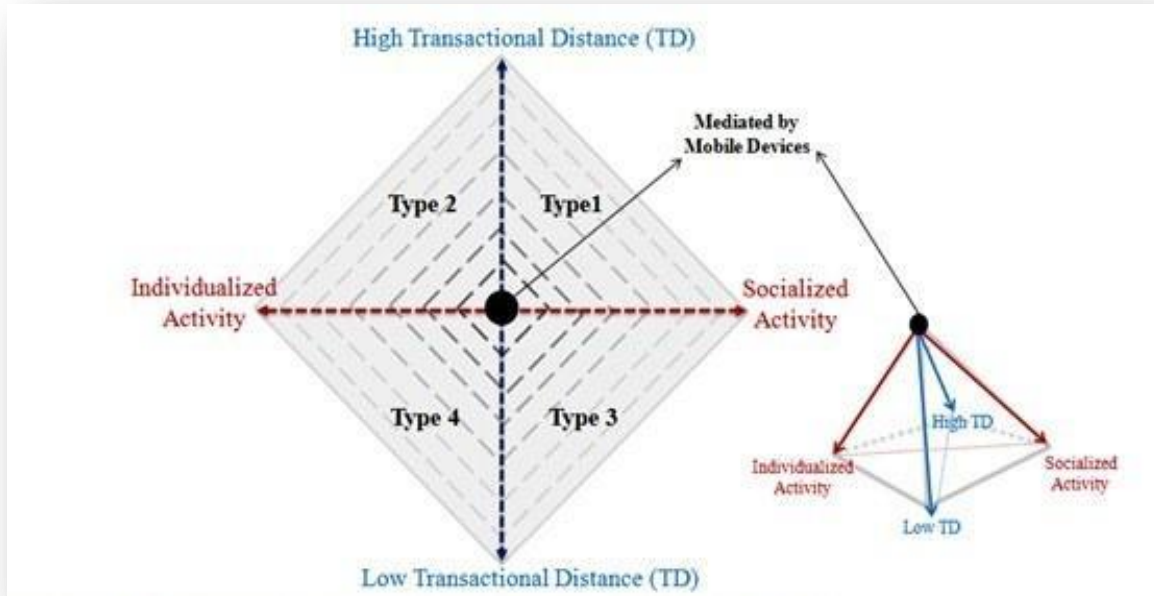 High Transactional Distance (TD)
Mediated by
Mobile Devices
Type 2
Type1
Individualized
Activity
Socialized
Activity
Type 4
Type 3
High TD
Individualized
Activity
Socialized
Activity
Low TD
Low Transactional Distance (TD)